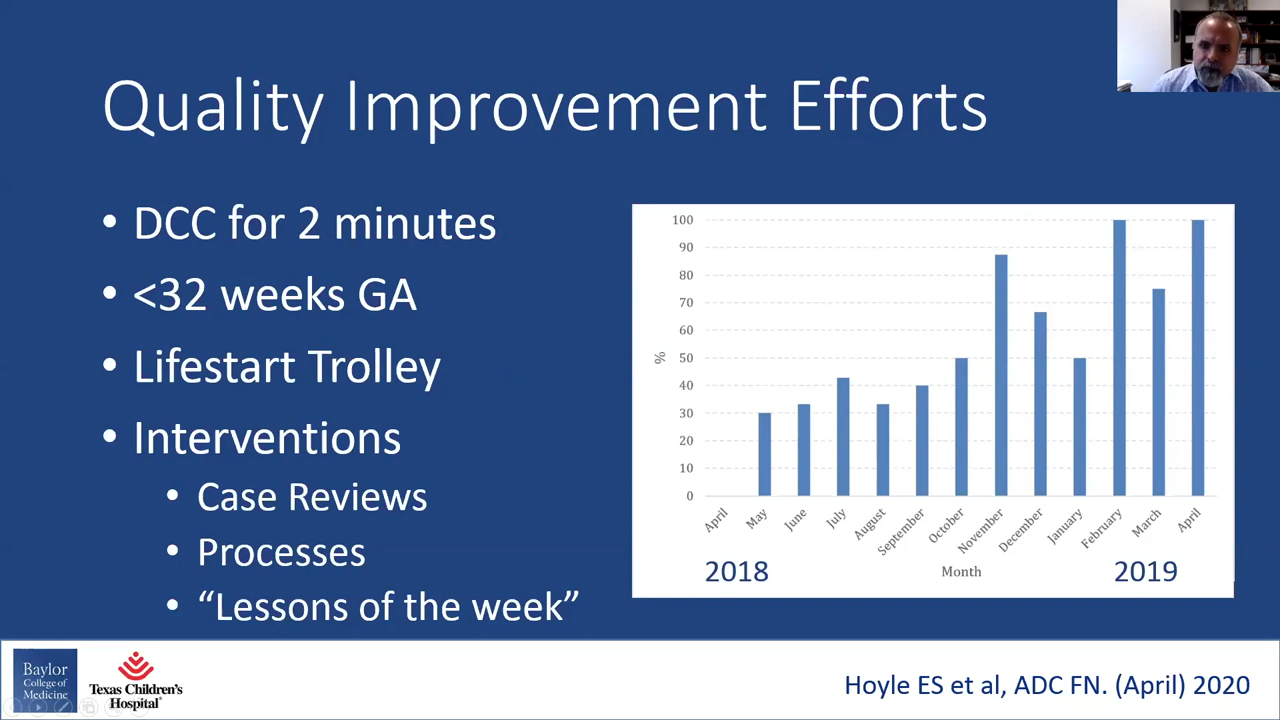 Quality Improvement Efforts
• DCC for 2 minutes
• <32 weeks GA
• Lifestart Trolley
• Interventions
• Case Reviews
• Processes
• “Lessons of the week”
100
90
80
70
60
50
40
30
20
10
0
%
April
May
June
July
August
September
October
November
December
January
February
March
April
2018
Month
2019
Baylor
College of
Medicine
Texas Children's
Hospital®
Hoyle ES et al, ADC FN. (April) 2020